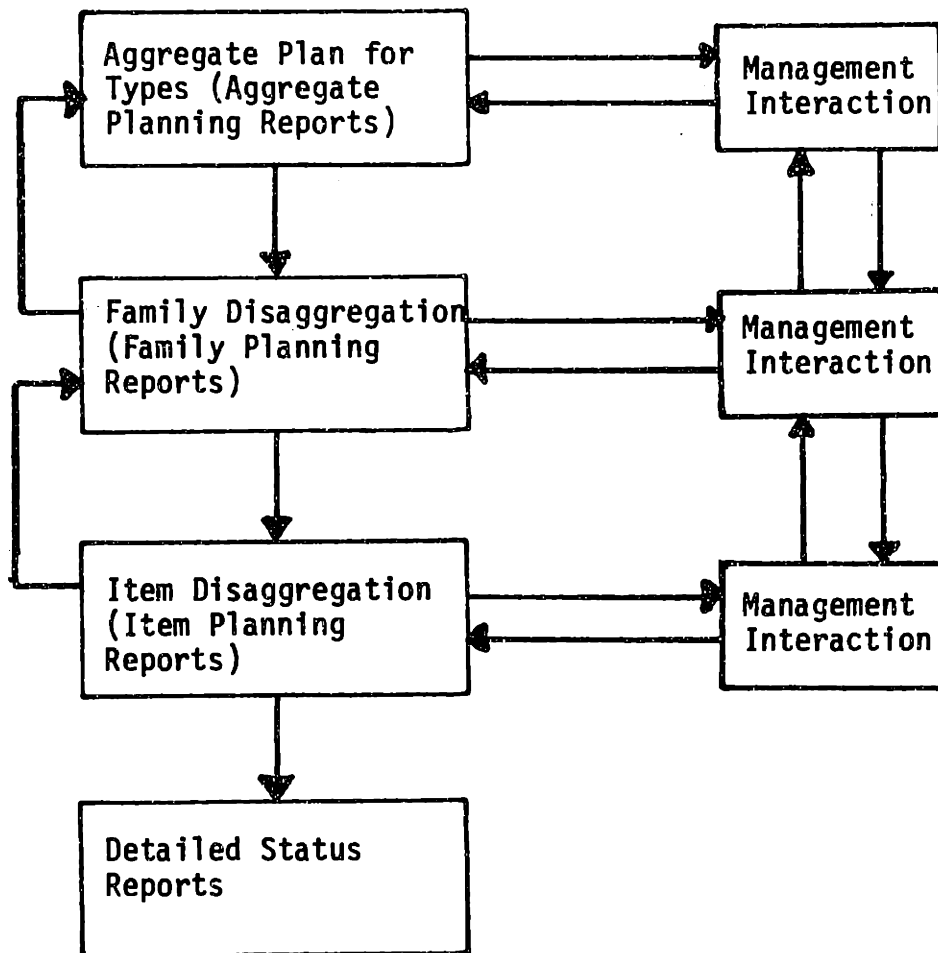 Aggregate Plan for
Types (Aggregate
Planning Reports)
Management
Interaction
Family Disaggregation
(Family Planning
Reports)
Management
Interaction
Item Disaggregation
(Item Planning
Reports)
Management
Interaction
Detailed Status
Reports